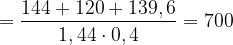 = \frac{144 + 120 + 139,6}{1,44 \cdot 0,4} = 700